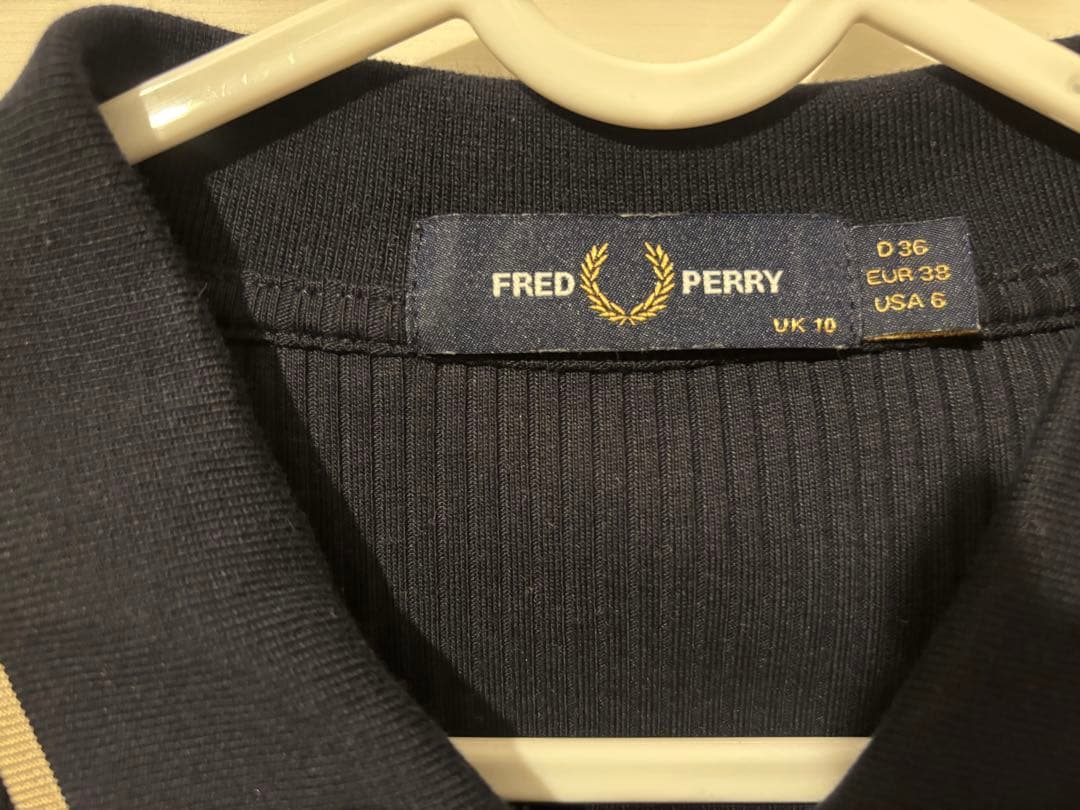 FRED PERRY
UK 10
D 36
EUR 38
USA 6